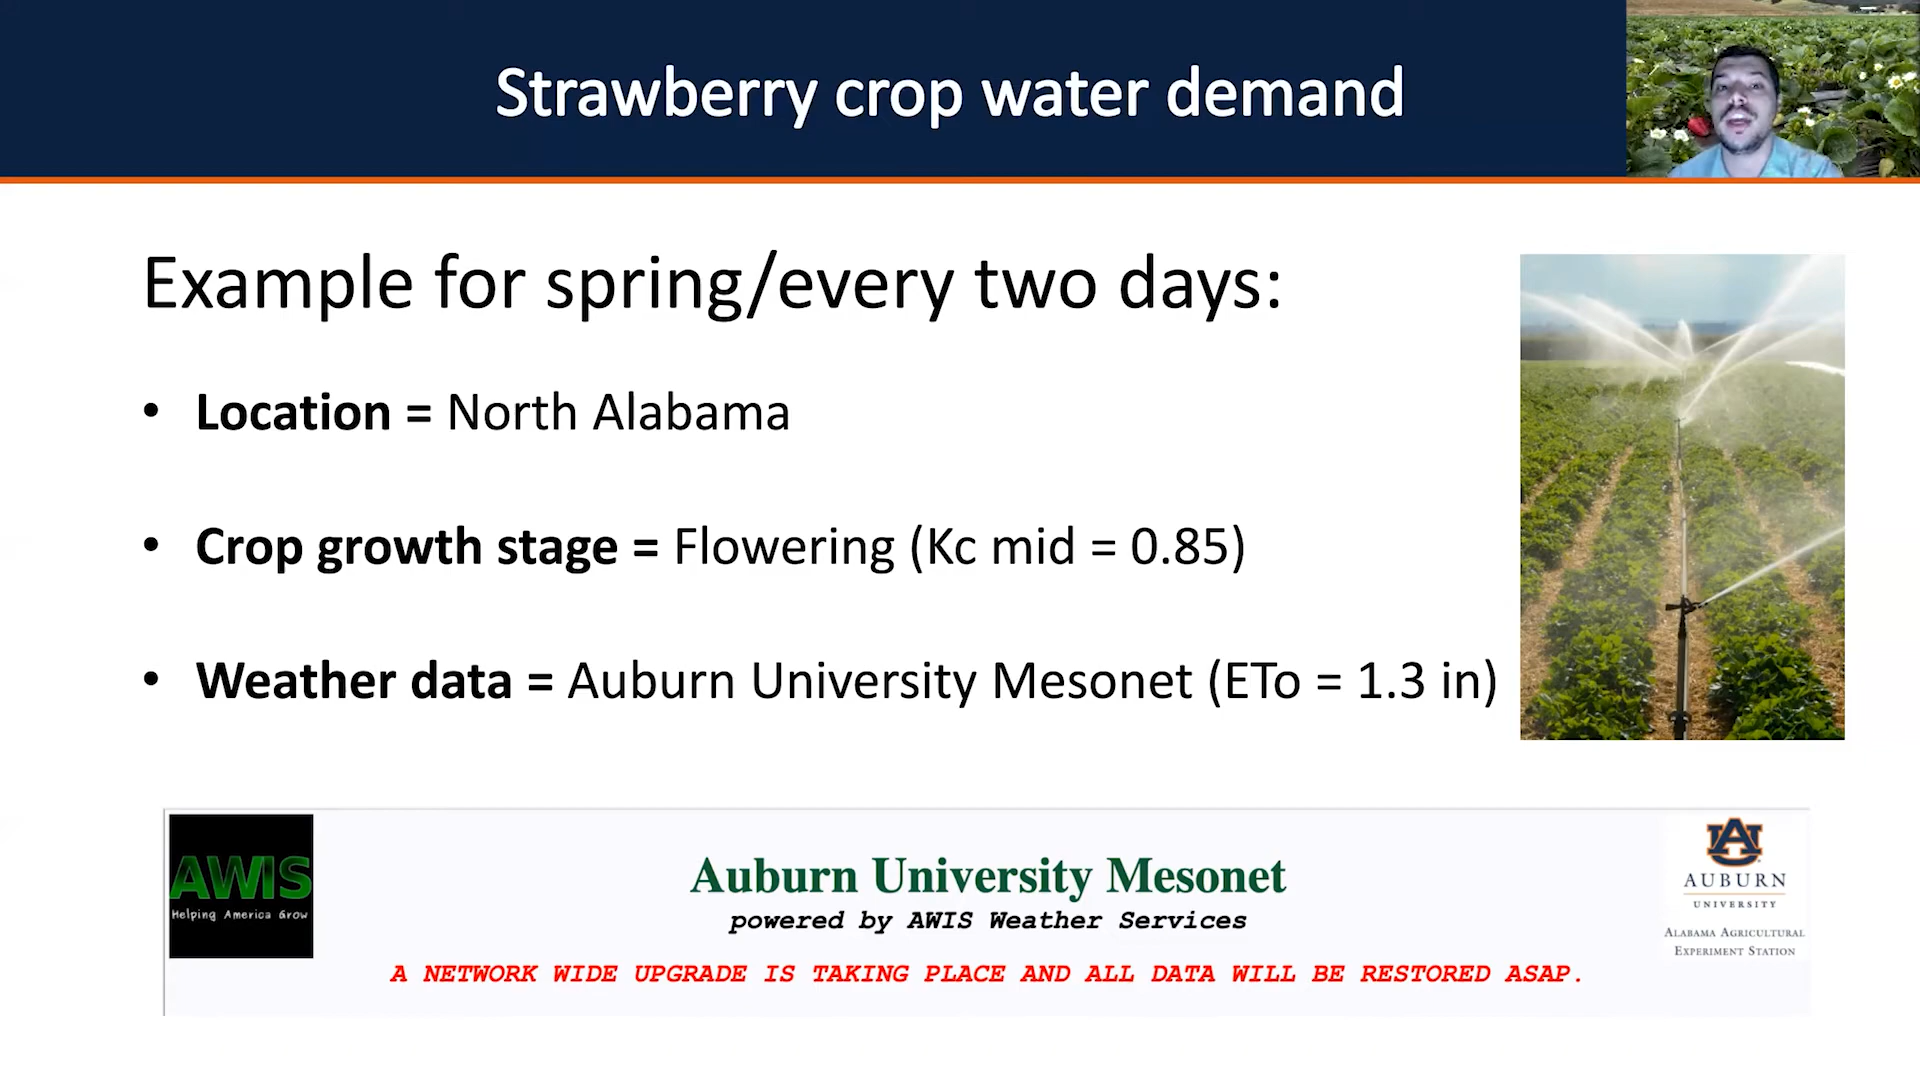 Strawberry crop water demand
Example for spring/every two days:
• Location = North Alabama
• Crop growth stage = Flowering (Kc mid = 0.85)
• Weather data = Auburn University Mesonet (ETo = 1.3 in)
AWIS
Helping America Grow
Auburn University Mesonet
powered by AWIS Weather Services
A NETWORK WIDE UPGRADE IS TAKING PLACE AND ALL DATA WILL BE RESTORED ASAP.
AU
AUBURN
UNIVERSITY
ALABAMA AGRICULTURAL
EXPERIMENT STATION